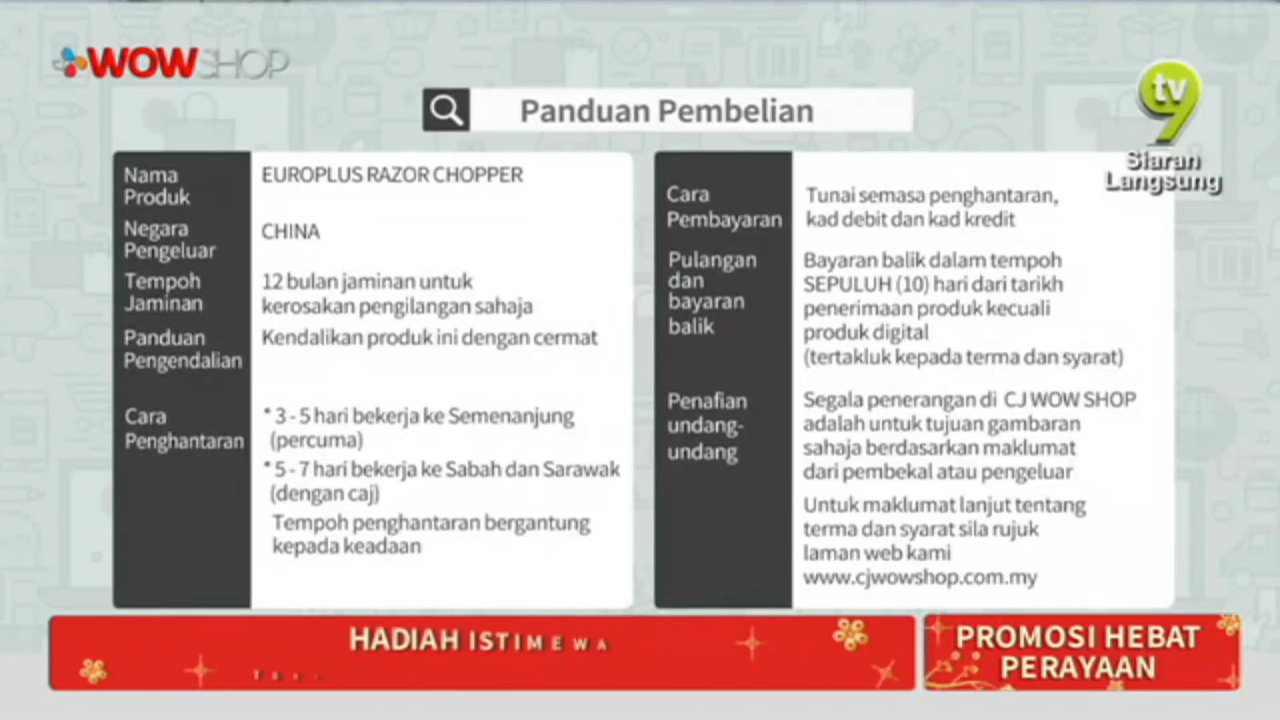 WOWSHOP
Panduan Pembelian
tv9
Siaran
Langsung
Nama
Produk
EUROPLUS RAZOR CHOPPER
Negara
Pengeluar
CHINA
Tempoh
Jaminan
12 bulan jaminan untuk
kerosakan pengilangan sahaja
Panduan
Pengendalian
Kendalikan produk ini dengan cermat
Cara
Penghantaran
* 3 - 5 hari bekerja ke Semenanjung
(percuma)
* 5 - 7 hari bekerja ke Sabah dan Sarawak
(dengan caj)
Tempoh penghantaran bergantung
kepada keadaan
Cara
Pembayaran
Tunai semasa penghantaran,
kad debit dan kad kredit
Pulangan
dan
bayaran
balik
Bayaran balik dalam tempoh
SEPULUH (10) hari dari tarikh
penerimaan produk kecuali
produk digital
(tertakluk kepada terma dan syarat)
Penafian
undang-
undang
Segala penerangan di CJ WOW SHOP
adalah untuk tujuan gambaran
sahaja berdasarkan maklumat
dari pembekal atau pengeluar
Untuk maklumat lanjut tentang
terma dan syarat sila rujuk
laman web kami
www.cjwowshop.com.my
HADIAH ISTIMEWA
PROMOSI HEBAT
PERAYAAN